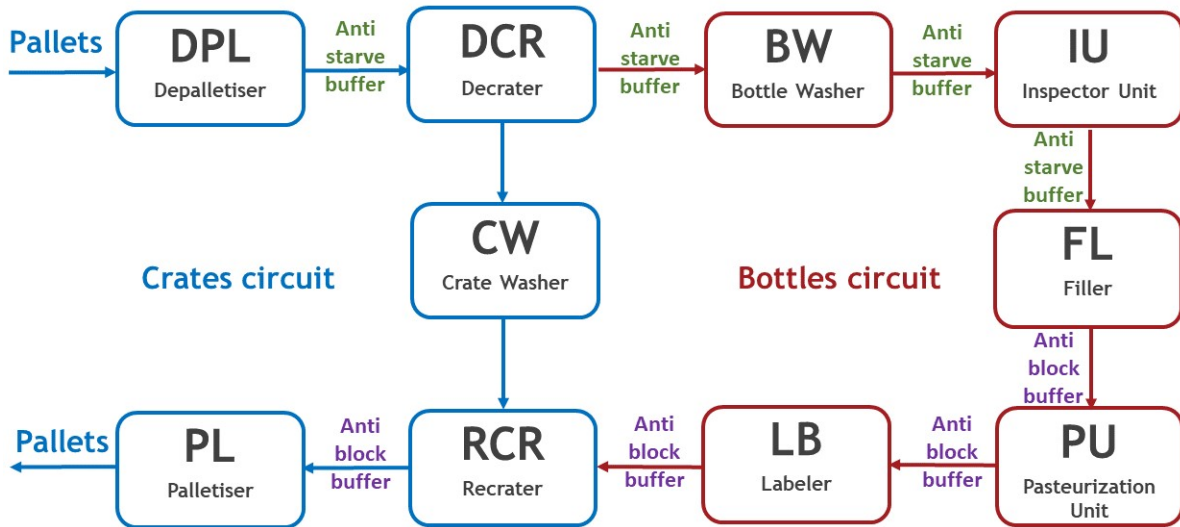 Pallets
DPL
Depalletiser
Anti
starve
buffer
DCR
Decrater
Anti
starve
buffer
BW
Bottle Washer
Anti
starve
buffer
IU
Inspector Unit
Anti
starve
buffer
CW
Crate Washer
FL
Filler
Crates circuit
Bottles circuit
Anti
block
buffer
Pallets
PL
Palletiser
Anti
block
buffer
RCR
Recrater
Anti
block
buffer
LB
Labeler
Anti
block
buffer
PU
Pasteurization
Unit